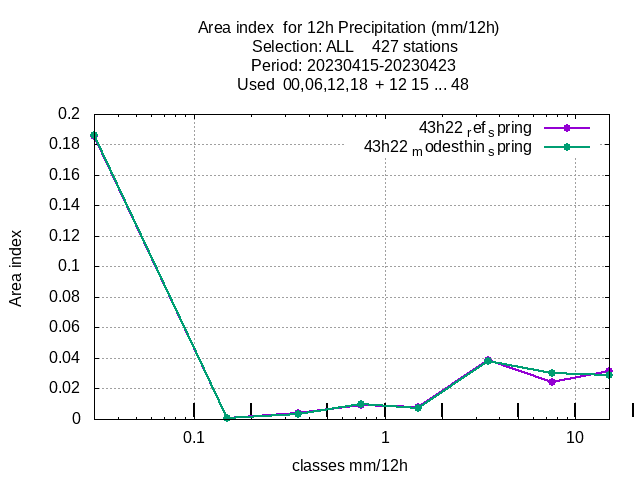 Area index  for 12h Precipitation (mm/12h)
Selection: ALL    427 stations
Period: 20230415-20230423
Used  00,06,12,18  + 12 15 ... 48
43h22 ref spring
43h22 modesthin spring
0.2
0.18
0.16
0.14
0.12
0.1
0.08
0.06
0.04
0.02
0
Area index
0.1 1 10
classes mm/12h